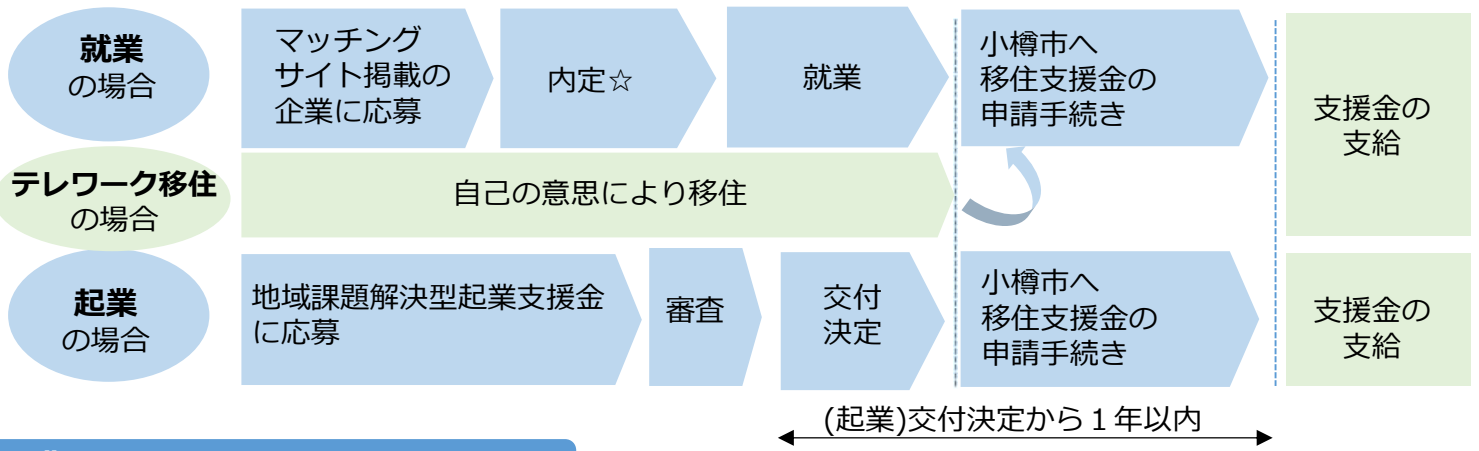 就業
の場合
マッチング
サイト掲載の
企業に応募
内定☆
就業
小樽市へ
移住支援金の
申請手続き
支援金の
支給
テレワーク移住
の場合
自己の意思により移住
起業
の場合
地域課題解決型起業支援金
に応募
審査
交付
決定
小樽市へ
移住支援金の
申請手続き
支援金の
支給
(起業)交付決定から１年以内